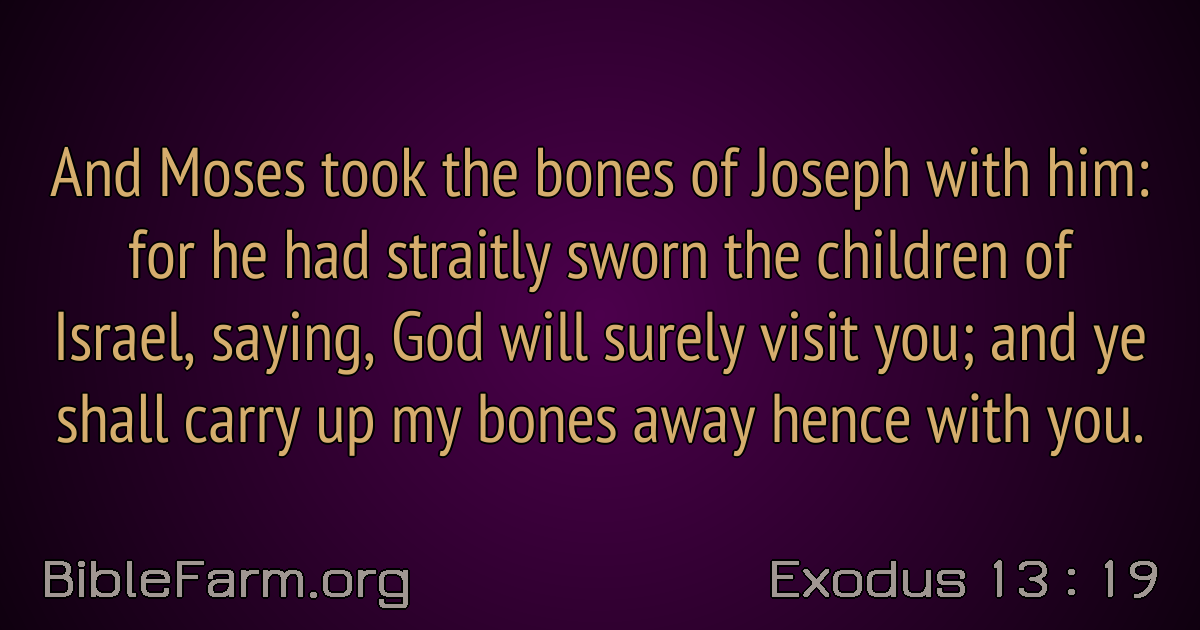 And Moses took the bones of Joseph with him:
for he had straitly sworn the children of
Israel, saying, God will surely visit you; and ye
shall carry up my bones away hence with you.
BibleFarm.org
Exodus 13 : 19